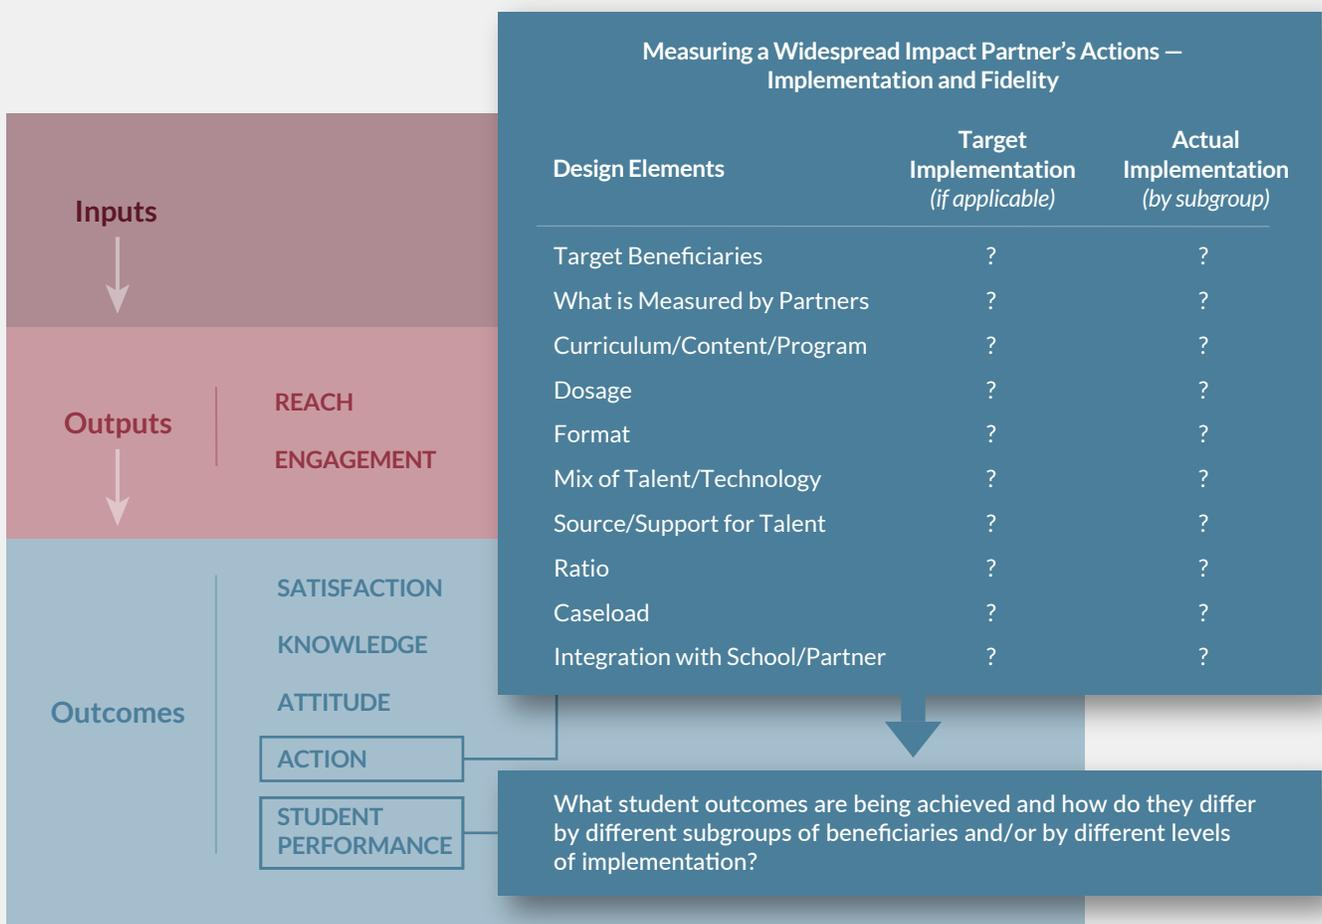 Measuring a Widespread Impact Partner’s Actions —
Implementation and Fidelity
Design Elements
Target
Implementation
(if applicable)
Actual
Implementation
(by subgroup)
Target Beneficiaries ? ?
What is Measured by Partners ? ?
Curriculum/Content/Program ? ?
Dosage ? ?
Format ? ?
Mix of Talent/Technology ? ?
Source/Support for Talent ? ?
Ratio ? ?
Caseload ? ?
Integration with School/Partner ? ?
Inputs
Outputs
REACH
ENGAGEMENT
Outcomes
SATISFACTION
KNOWLEDGE
ATTITUDE
ACTION
STUDENT
PERFORMANCE
What student outcomes are being achieved and how do they differ
by different subgroups of beneficiaries and/or by different levels
of implementation?